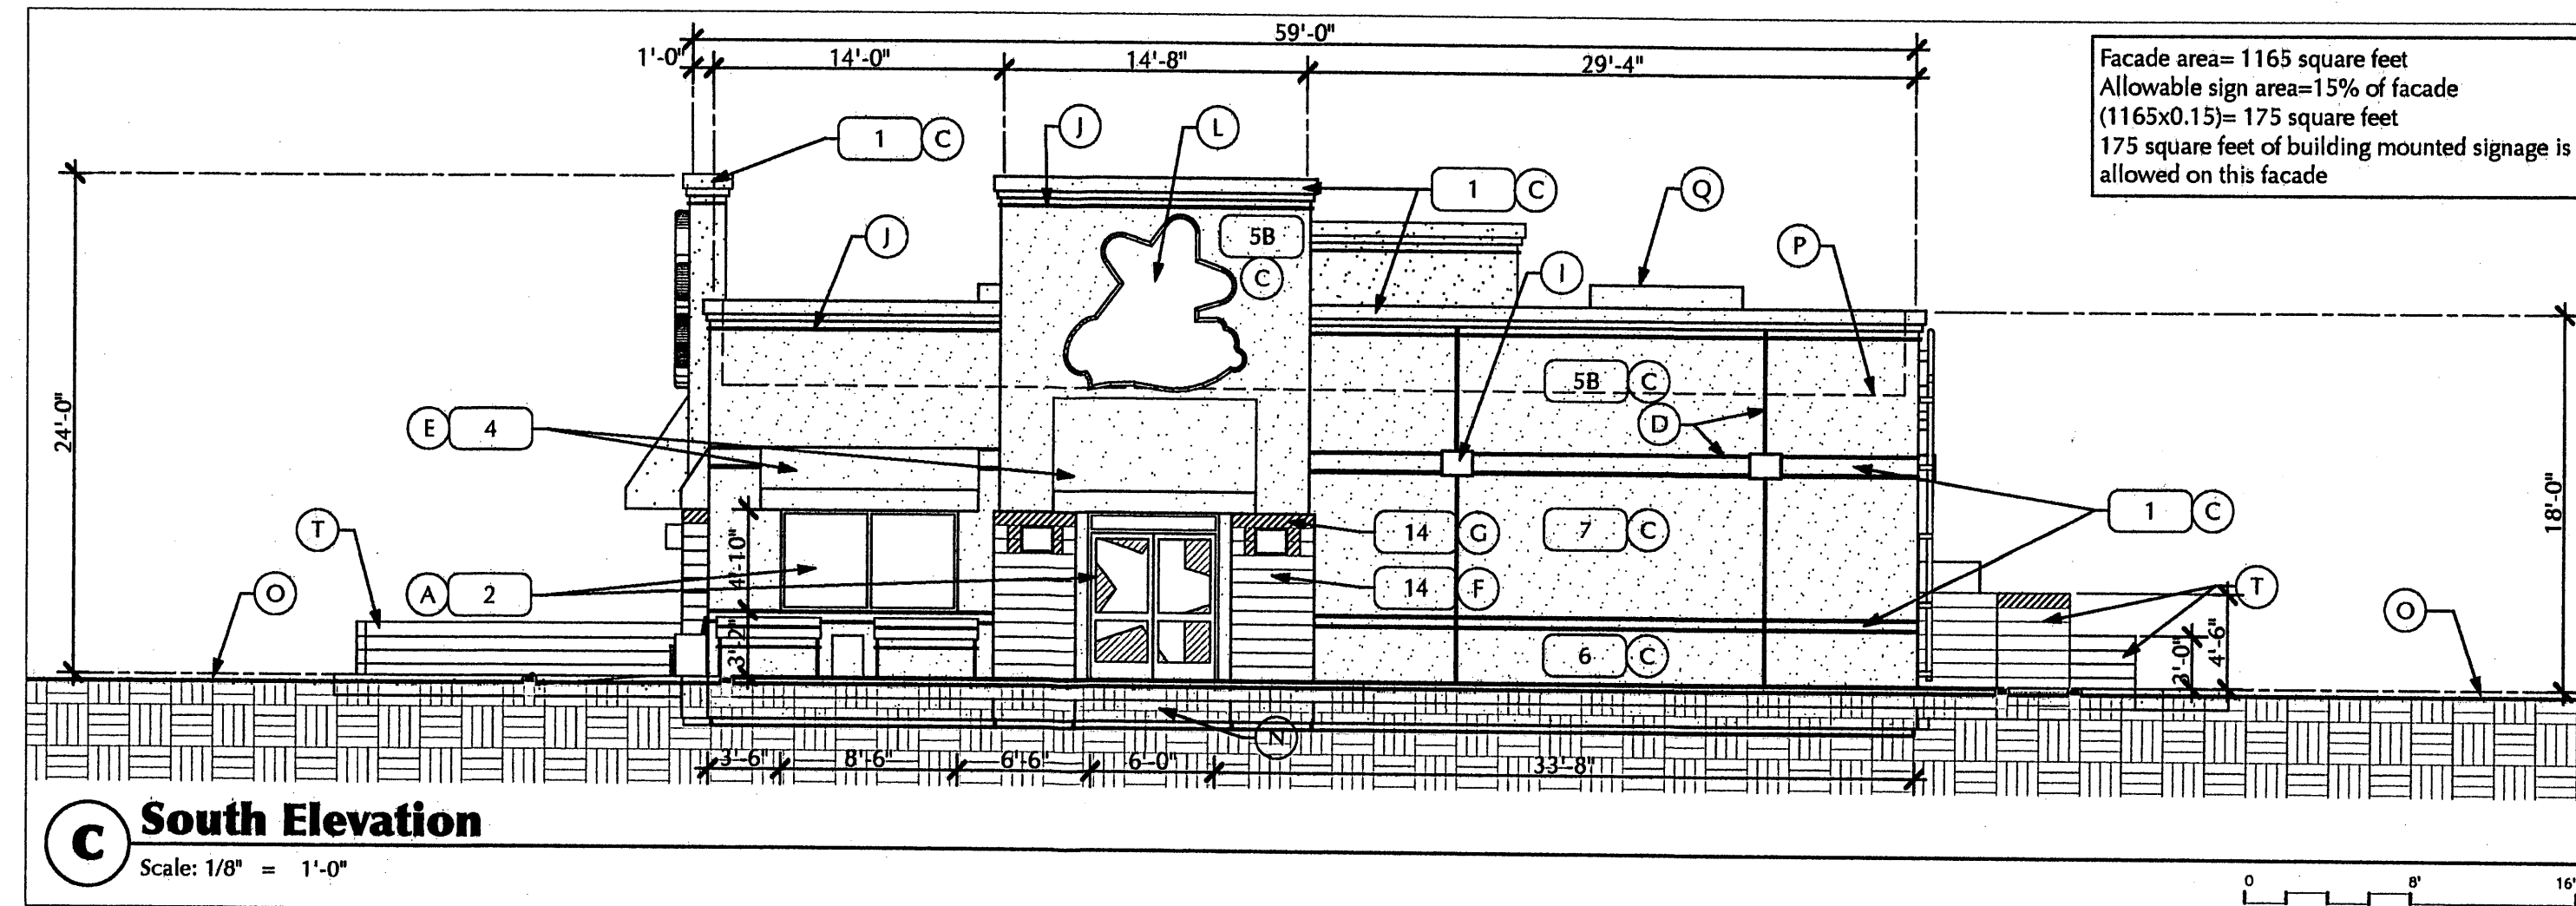 59'-0"
1'-0" 14'-0" 14'-8" 29'-4"
Facade area= 1165 square feet
Allowable sign area=15% of facade
(1165x0.15)= 175 square feet
175 square feet of building mounted signage is
allowed on this facade
1 C
J
L
1 C
Q
J
5B
C
I
P
24'-0"
5B C
D
E 4
18'-0"
1 C
T
14 G
7 C
4'-10"
14 F
A 2
O
T
O
3'-2"
6 C
3'-0"
4'-6"
N
3'-6" 8'-6" 6'-6" 6'-0" 33'-8"
C
South Elevation
Scale: 1/8" = 1'-0"
0 8' 16'